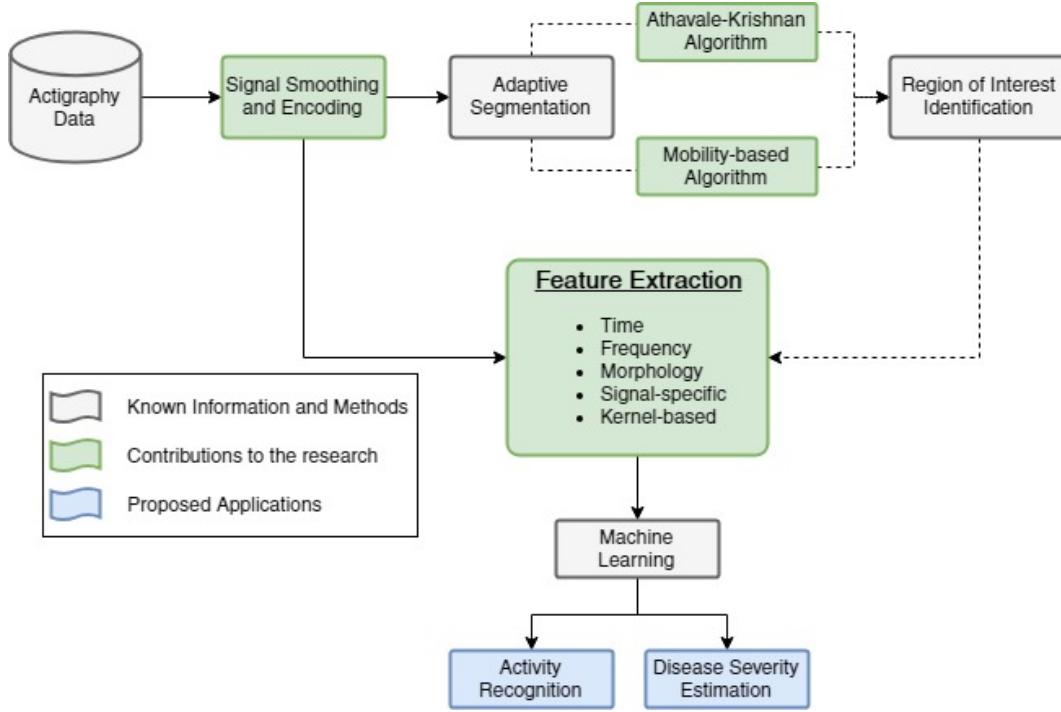 Actigraphy
Data
Signal Smoothing
and Encoding
Adaptive
Segmentation
Athavale-Krishnan
Algorithm
Mobility-based
Algorithm
Region of Interest
Identification
Feature Extraction
• Time
• Frequency
• Morphology
• Signal-specific
• Kernel-based
Known Information and Methods
Contributions to the research
Proposed Applications
Machine
Learning
Activity
Recognition
Disease Severity
Estimation